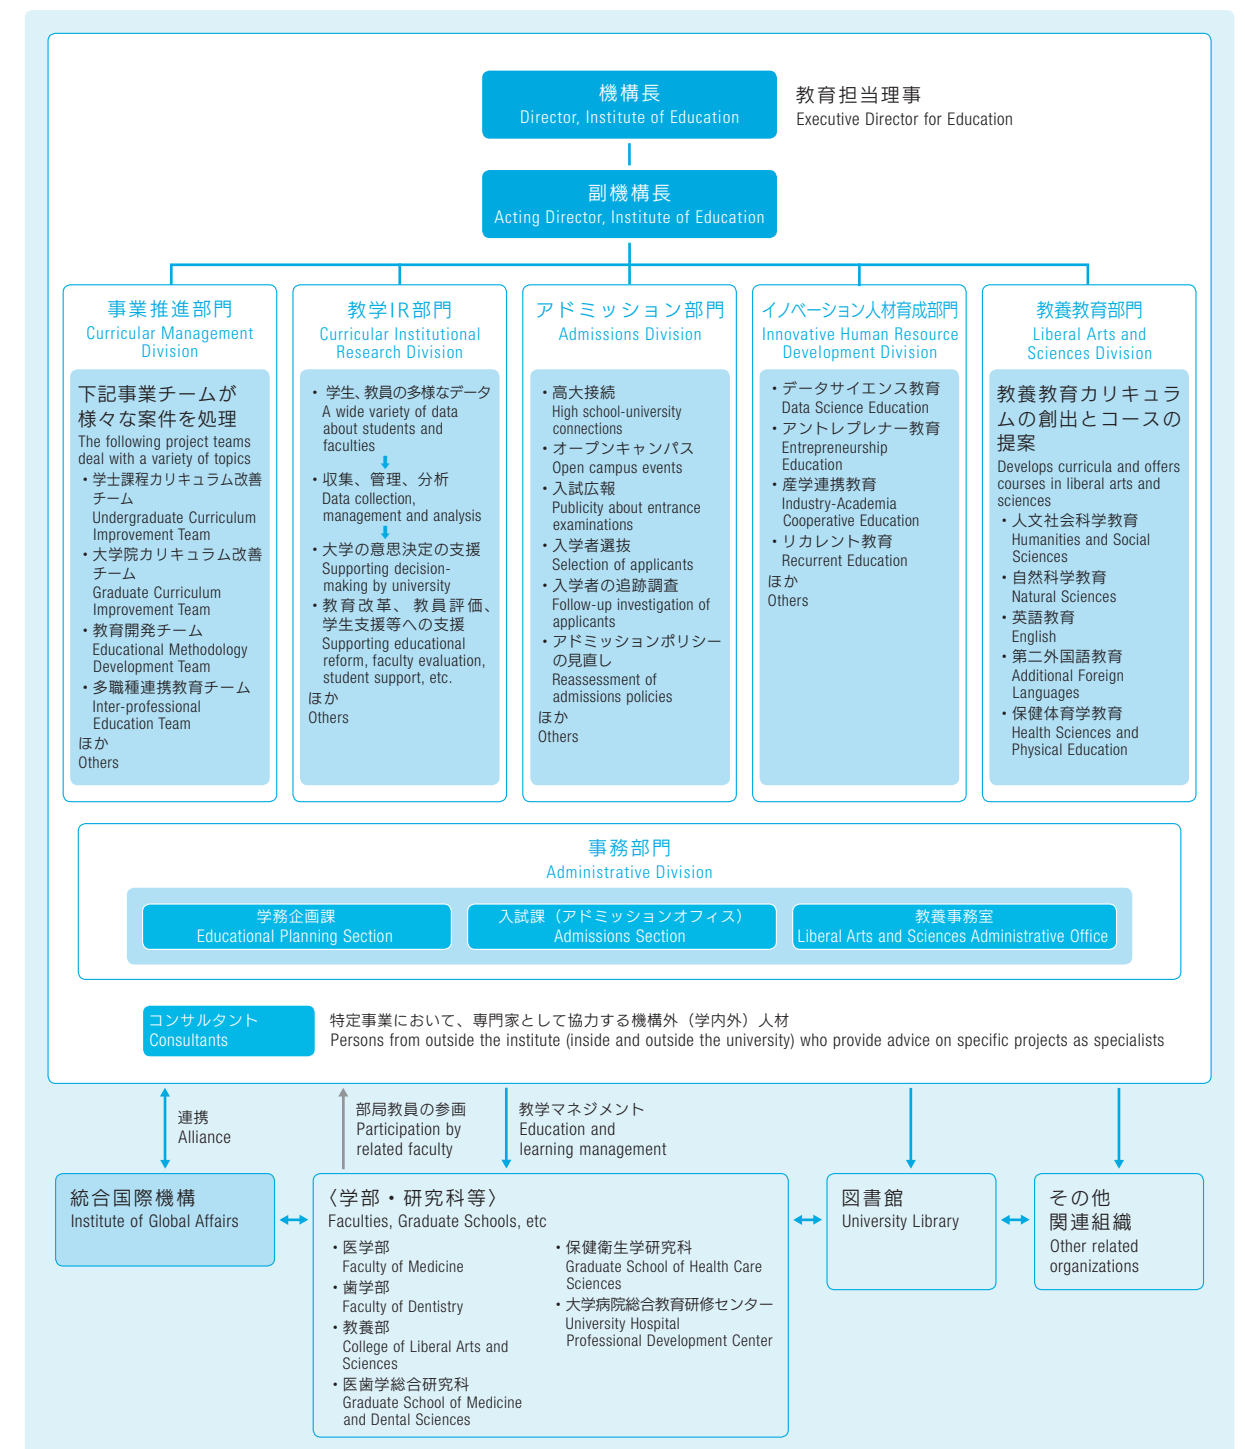 機構長
Director, Institute of Education
教育担当理事
Executive Director for Education
副機構長
Acting Director, Institute of Education
事業推進部門
Curricular Management
Division
下記事業チームが
様々な案件を処理
The following project teams
deal with a variety of topics
・学士課程カリキュラム改善
チーム
Undergraduate Curriculum
Improvement Team
・大学院カリキュラム改善
チーム
Graduate Curriculum
Improvement Team
・教育開発チーム
Educational Methodology
Development Team
・多職種連携教育チーム
Inter-professional
Education Team
ほか
Others
教学IR部門
Curricular Institutional
Research Division
・学生、教員の多様なデータ
A wide variety of data
about students and
faculties
・収集、管理、分析
Data collection,
management and analysis
・大学の意思決定の支援
Supporting decision-
making by university
・教育改革、教員評価、
学生支援等への支援
Supporting educational
reform, faculty evaluation,
student support, etc.
ほか
Others
アドミッション部門
Admissions Division
・高大接続
High school-university
connections
・オープンキャンパス
Open campus events
・入試広報
Publicity about entrance
examinations
・入学者選抜
Selection of applicants
・入学者の追跡調査
Follow-up investigation of
applicants
・アドミッションポリシー
の見直し
Reassessment of
admissions policies
ほか
Others
イノベーション人材育成部門
Innovative Human Resource
Development Division
・データサイエンス教育
Data Science Education
・アントレプレナー教育
Entrepreneurship
Education
・産学連携教育
Industry-Academia
Cooperative Education
・リカレント教育
Recurrent Education
ほか
Others
教養教育部門
Liberal Arts and
Sciences Division
教養教育カリキュラ
ムの創出とコースの
提案
Develops curricula and offers
courses in liberal arts and
sciences
・人文社会科学教育
Humanities and Social
Sciences
・自然科学教育
Natural Sciences
・英語教育
English
・第二外国語教育
Additional Foreign
Languages
・保健体育学教育
Health Sciences and
Physical Education
事務部門
Administrative Division
学務企画課
Educational Planning Section
入試課（アドミッションオフィス）
Admissions Section
教養事務室
Liberal Arts and Sciences Administrative Office
コンサルタント
Consultants
特定事業において、専門家として協力する機構外（学内外）人材
Persons from outside the institute (inside and outside the university) who provide advice on specific projects as specialists
連携
Alliance
部局教員の参画
Participation by
related faculty
教学マネジメント
Education and
learning management
統合国際機構
Institute of Global Affairs
〈学部・研究科等〉
Faculties, Graduate Schools, etc
・医学部
Faculty of Medicine
・歯学部
Faculty of Dentistry
・教養部
College of Liberal Arts and
Sciences
・医歯学総合研究科
Graduate School of Medicine
and Dental Sciences
・保健衛生学研究科
Graduate School of Health Care
Sciences
・大学病院総合教育研修センター
University Hospital
Professional Development Center
図書館
University Library
その他
関連組織
Other related
organizations